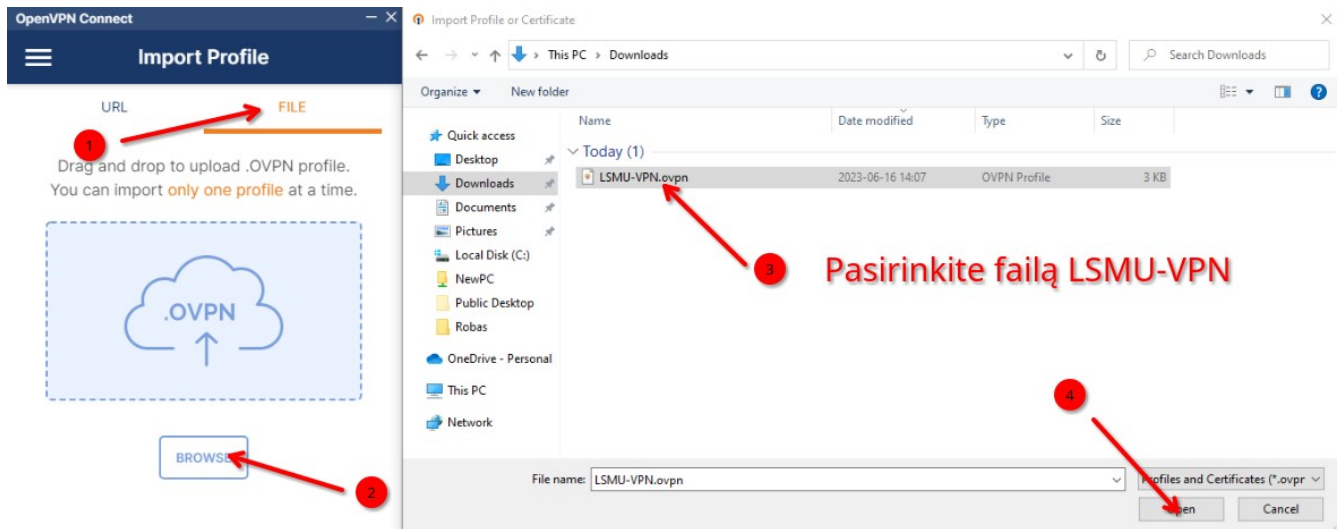 OpenVPN Connect
Import Profile
URL
FILE
1
Drag and drop to upload .OVPN profile.
You can import only one profile at a time.
.OVPN
BROWSE
2
Import Profile or Certificate
This PC > Downloads
Search Downloads
Organize
New folder
Quick access
Desktop
Downloads
Documents
Pictures
Local Disk (C:)
NewPC
Public Desktop
Robas
OneDrive - Personal
This PC
Network
Name
Date modified
Type
Size
Today (1)
LSMU-VPN.ovpn
2023-06-16 14:07
OVPN Profile
3 KB
3
Pasirinkite failą LSMU-VPN
4
File name:
LSMU-VPN.ovpn
Profiles and Certificates (*.ovpr
Open
Cancel